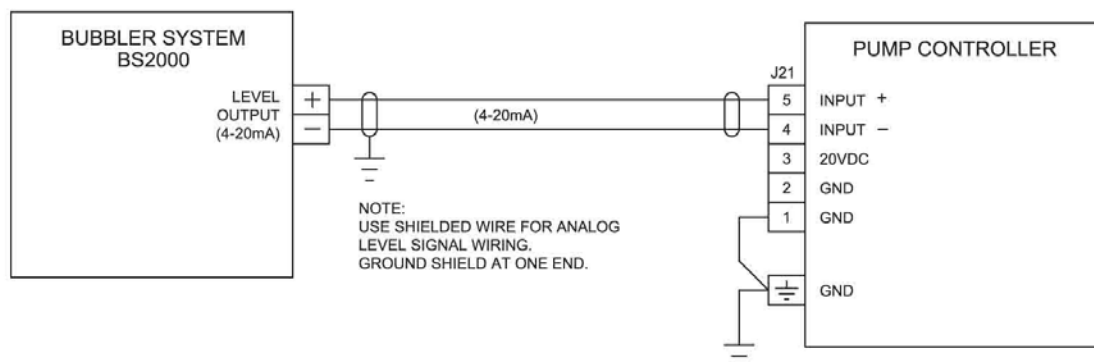 BUBBLER SYSTEM
BS2000
LEVEL
OUTPUT
(4-20mA)
+
−
(4-20mA)
NOTE:
USE SHIELDED WIRE FOR ANALOG
LEVEL SIGNAL WIRING.
GROUND SHIELD AT ONE END.
PUMP CONTROLLER
J21
5 INPUT +
4 INPUT −
3 20VDC
2 GND
1 GND
GND